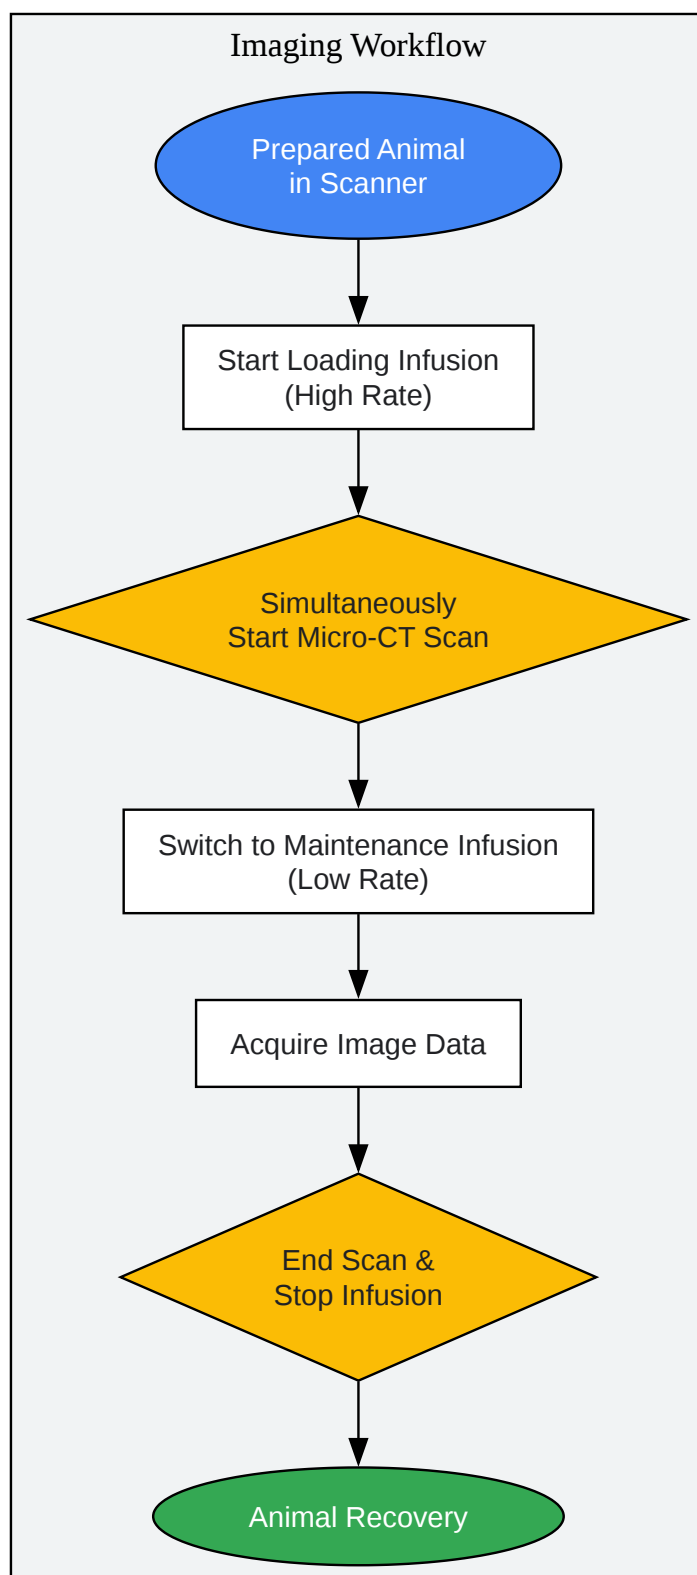 Imaging Workflow
Prepared Animal
in Scanner
Start Loading Infusion
(High Rate)
Simultaneously
Start Micro-CT Scan
Switch to Maintenance Infusion
(Low Rate)
Acquire Image Data
End Scan &
Stop Infusion
Animal Recovery